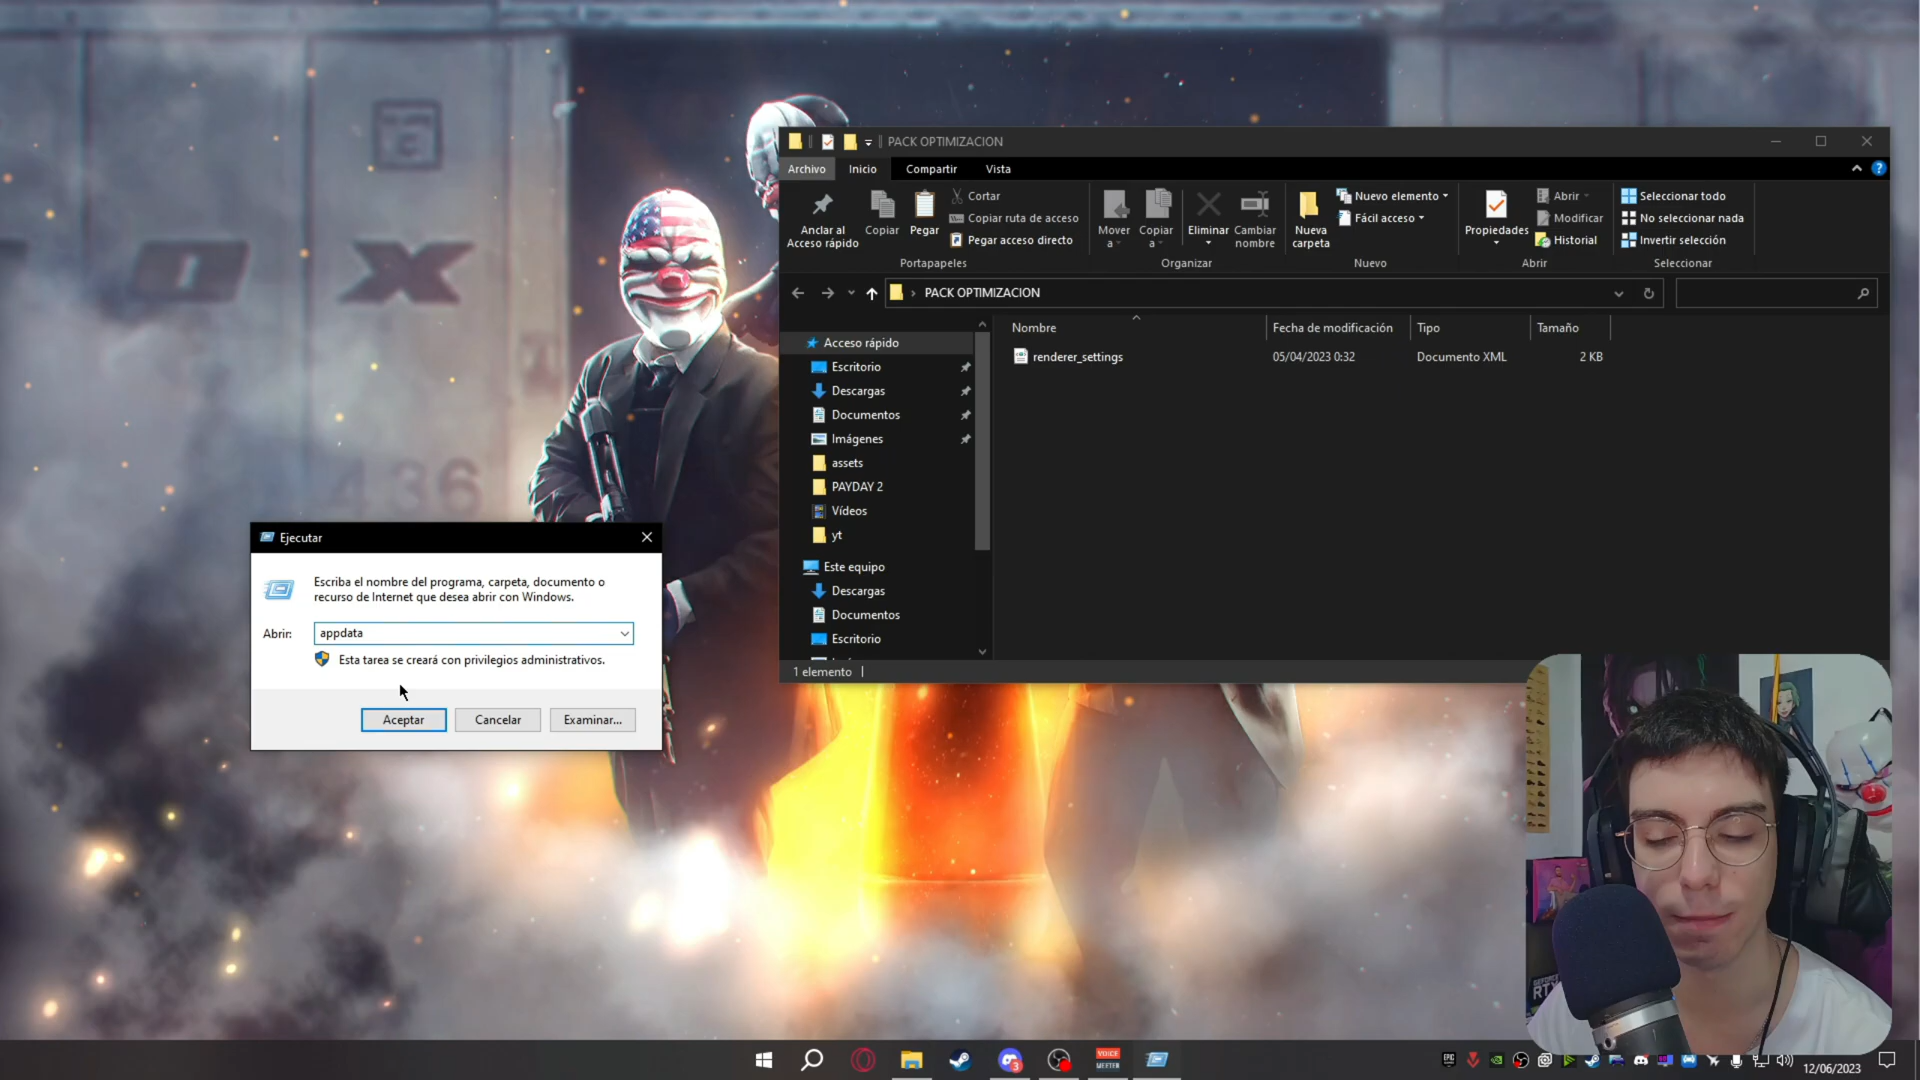 PACK OPTIMIZACION
Archivo
Inicio
Compartir
Vista
Anclar al
Acceso rápido
Copiar
Pegar
Cortar
Copiar ruta de acceso
Pegar acceso directo
Portapapeles
Mover
a
Copiar
a
Eliminar
Cambiar
nombre
Organizar
Nueva
carpeta
Nuevo elemento
Fácil acceso
Nuevo
Propiedades
Abrir
Modificar
Historial
Abrir
Seleccionar todo
No seleccionar nada
Invertir selección
Seleccionar
PACK OPTIMIZACION
Acceso rápido
Escritorio
Descargas
Documentos
Imágenes
assets
PAYDAY 2
Vídeos
yt
Este equipo
Descargas
Documentos
Escritorio
Nombre
Fecha de modificación
Tipo
Tamaño
renderer_settings
05/04/2023 0:32
Documento XML
2 KB
1 elemento
Ejecutar
Escriba el nombre del programa, carpeta, documento o
recurso de Internet que desea abrir con Windows.
Abrir:
appdata
Esta tarea se creará con privilegios administrativos.
Aceptar
Cancelar
Examinar...
436
3
VOICE
MEETER
EPIC
12/06/2023